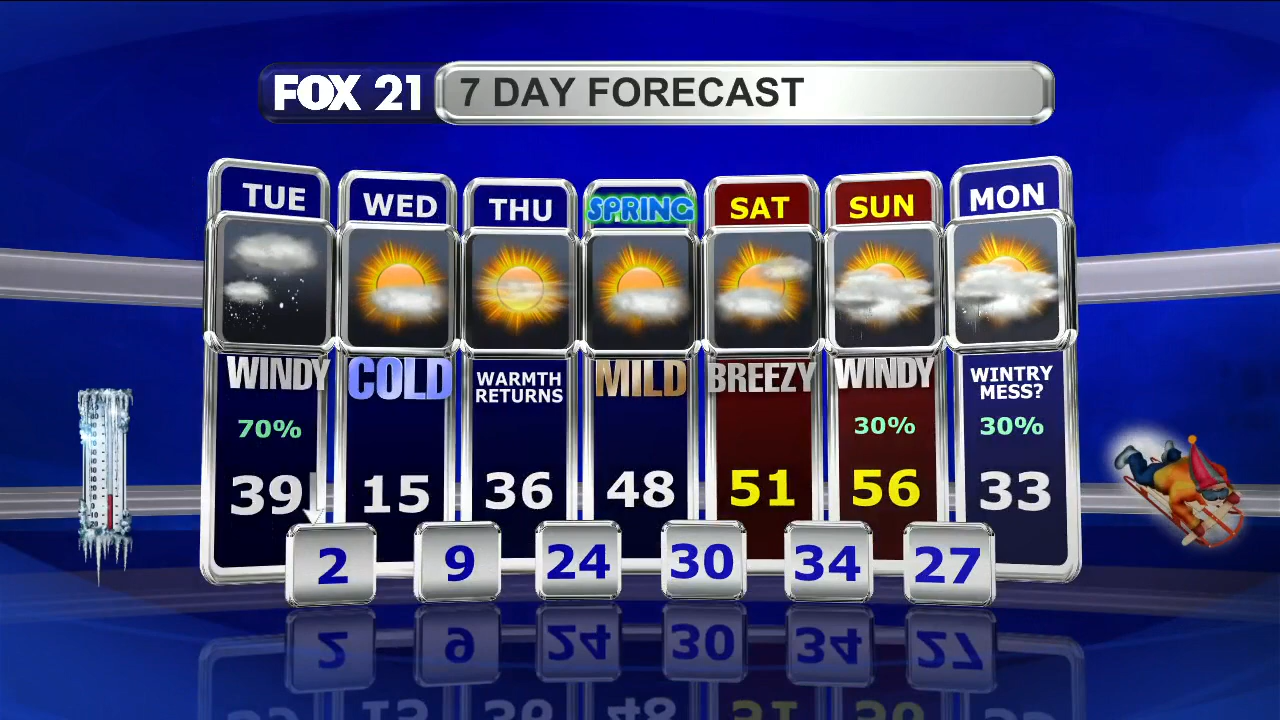 FOX 21 7 DAY FORECAST
TUE WED THU SPRING SAT SUN MON
WINDY COLD WARMTH RETURNS MILD BREEZY WINDY WINTRY MESS?
70% 30% 30%
39 15 36 48 51 56 33
2 9 24 30 34 27